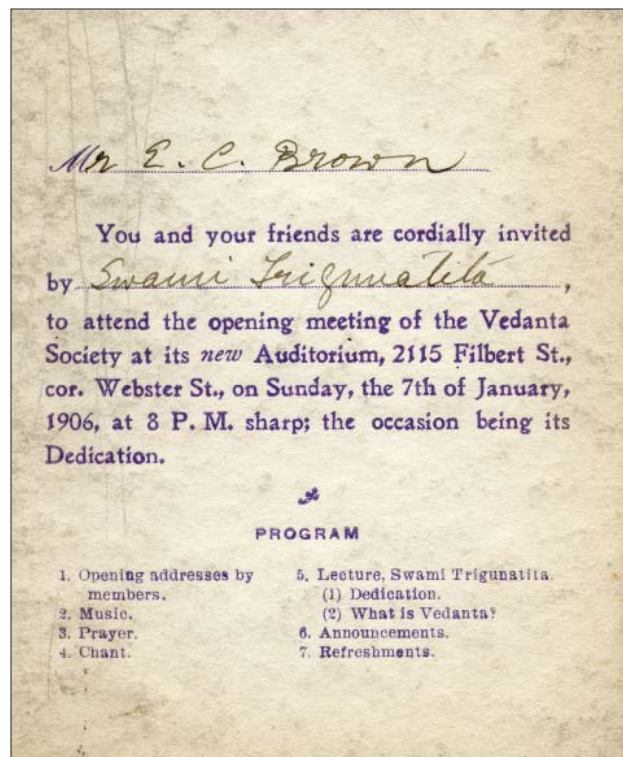 Mr E. C. Brown
You and your friends are cordially invited
by Swami Trigunatita,
to attend the opening meeting of the Vedanta
Society at its new Auditorium, 2115 Filbert St.,
cor. Webster St., on Sunday, the 7th of January,
1906, at 8 P. M. sharp; the occasion being its
Dedication.
PROGRAM
1. Opening addresses by
members.
2. Music.
3. Prayer.
4. Chant.
5. Lecture, Swami Trigunatita.
(1) Dedication.
(2) What is Vedanta?
6. Announcements.
7. Refreshments.